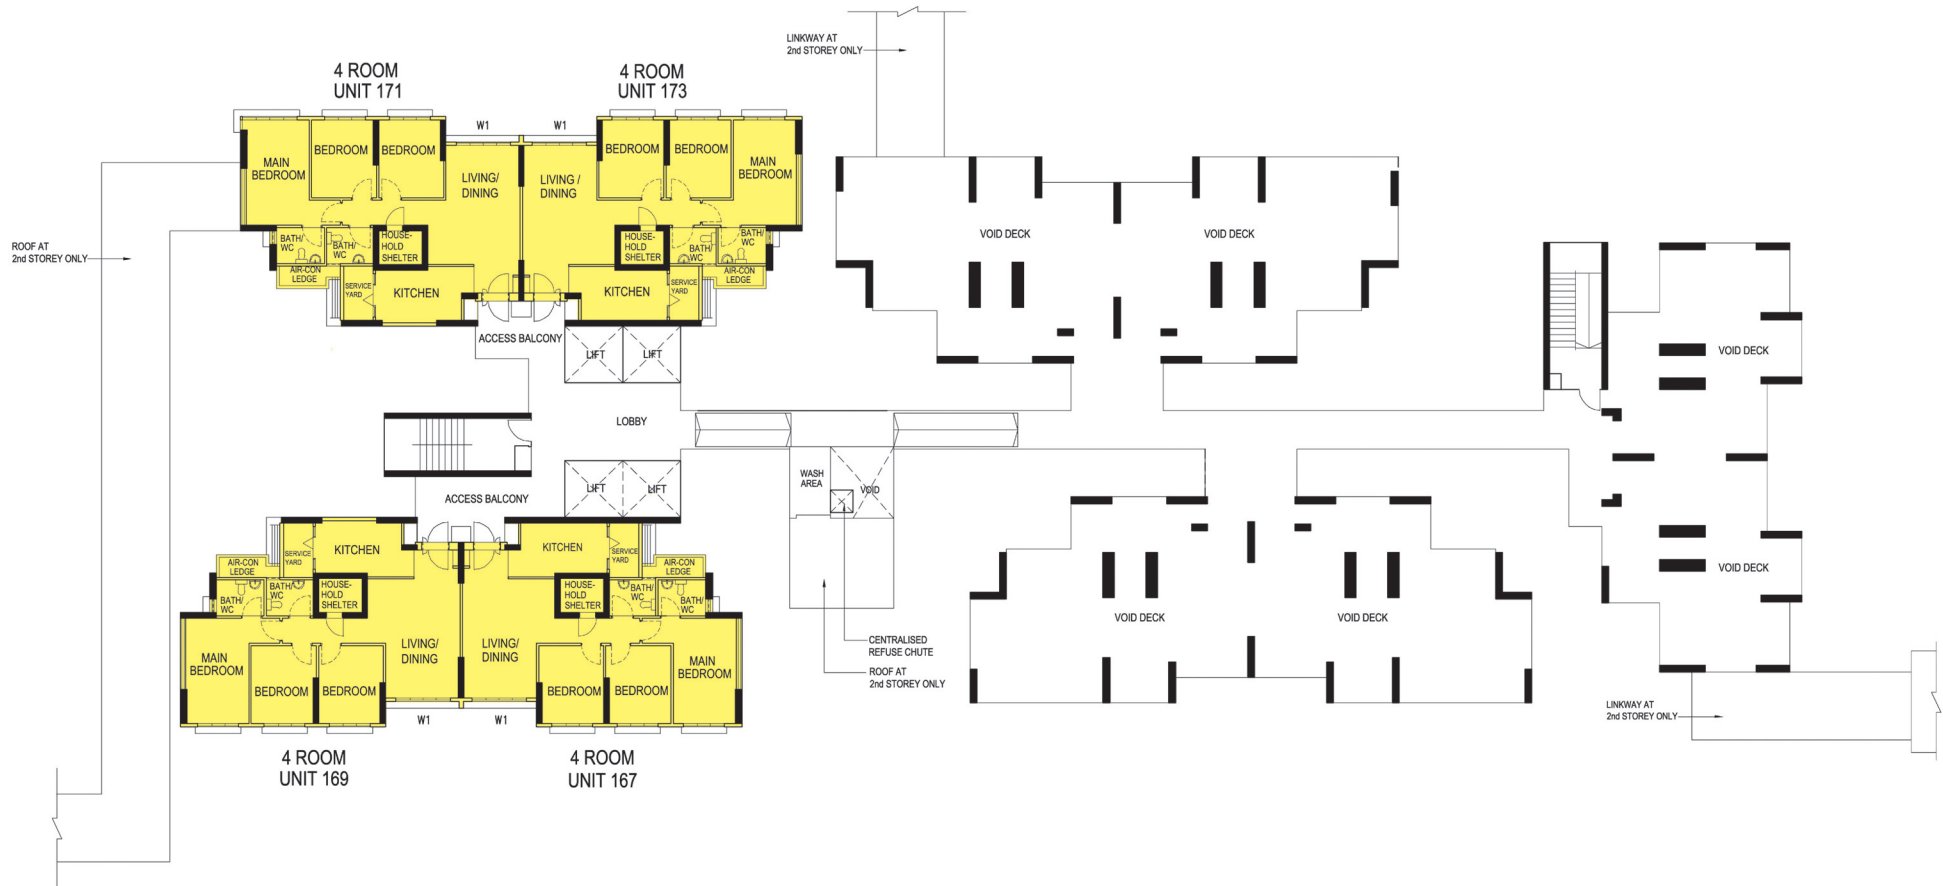 LINKWAY AT
2nd STOREY ONLY
4 ROOM
UNIT 171
4 ROOM
UNIT 173
W1
W1
MAIN
BEDROOM
BEDROOM
BEDROOM
LIVING/
DINING
LIVING /
DINING
BEDROOM
BEDROOM
MAIN
BEDROOM
ROOF AT
2nd STOREY ONLY
BATH/
WC
BATH/
WC
HOUSE-
HOLD
SHELTER
HOUSE-
HOLD
SHELTER
BATH/
WC
BATH/
WC
AIR-CON
LEDGE
SERVICE
YARD
KITCHEN
KITCHEN
SERVICE
YARD
AIR-CON
LEDGE
ACCESS BALCONY
LIFT
LIFT
LOBBY
LIFT
LIFT
ACCESS BALCONY
WASH
AREA
VOID
VOID DECK
VOID DECK
VOID DECK
VOID DECK
VOID DECK
VOID DECK
AIR-CON
LEDGE
SERVICE
YARD
KITCHEN
KITCHEN
SERVICE
YARD
AIR-CON
LEDGE
BATH/
WC
BATH/
WC
HOUSE-
HOLD
SHELTER
HOUSE-
HOLD
SHELTER
BATH/
WC
BATH/
WC
MAIN
BEDROOM
BEDROOM
BEDROOM
LIVING/
DINING
LIVING/
DINING
BEDROOM
BEDROOM
MAIN
BEDROOM
W1
W1
4 ROOM
UNIT 169
4 ROOM
UNIT 167
CENTRALISED
REFUSE CHUTE
ROOF AT
2nd STOREY ONLY
LINKWAY AT
2nd STOREY ONLY